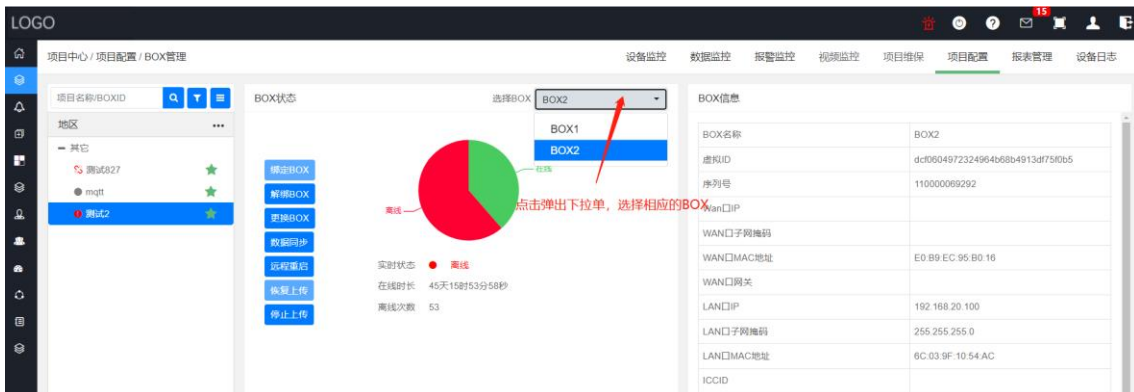 LOGO
15
项目中心 / 项目配置 / BOX管理
设备监控 数据监控 报警监控 视频监控 项目维保 项目配置 报表管理 设备日志
项目名称/BOXID
地区
其它
测试827
mqtt
测试2
BOX状态
选择BOX BOX2
BOX1
BOX2
绑定BOX
解绑BOX
更换BOX
数据同步
远程重启
恢复上传
停止上传
在线
离线
点击弹出下拉单，选择相应的BOX
实时状态 离线
在线时长 45天15时53分58秒
离线次数 53
BOX信息
BOX名称 BOX2
虚拟ID dcf0604972324964b68b4913df75f0b5
序列号 110000069292
Wan口IP
WAN口子网掩码
WAN口MAC地址 E0:B9:EC:95:B0:16
WAN口网关
LAN口IP 192.168.20.100
LAN口子网掩码 255.255.255.0
LAN口MAC地址 6C:03:9F:10:54:AC
ICCID